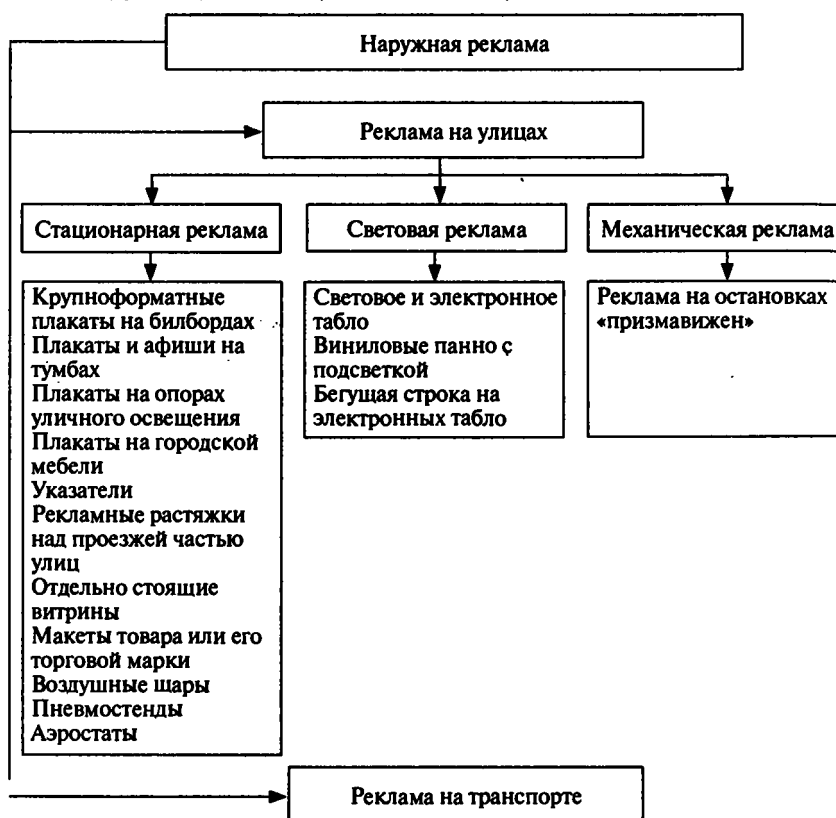 Наружная реклама
Реклама на улицах
Стационарная реклама
Световая реклама
Механическая реклама
Крупноформатные
плакаты на билбордах
Плакаты и афиши на
тумбах
Плакаты на опорах
уличного освещения
Плакаты на городской
мебели
Указатели
Рекламные растяжки
над проезжей частью
улиц
Отдельно стоящие
витрины
Макеты товара или его
торговой марки
Воздушные шары
Пневмостенды
Аэростаты
Световое и электронное
табло
Виниловые панно с
подсветкой
Бегущая строка на
электронных табло
Реклама на остановках
«призмавижен»
Реклама на транспорте